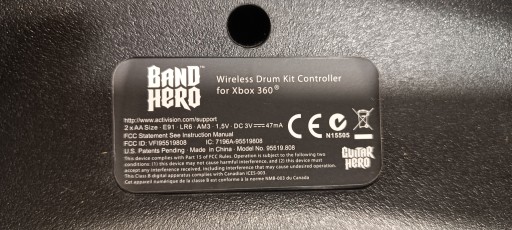 BAND HERO™
Wireless Drum Kit Controller
for Xbox 360®
http://www.activision.com/support
2 x AA Size · E91 · LR6 · AM3 · 1,5V · DC 3V ⎓ 47mA
FCC Statement See Instruction Manual
FCC ID: VFI95519808 IC: 7196A-95519808
U.S. Patents Pending · Made in China · Model No. 95519.808
This device complies with Part 15 of FCC Rules. Operation is subject to the following two
conditions: (1) this device may not cause harmful interference, and (2) this device must
accept any interference received, including interference that may cause undesired operation.
This Class B digital apparatus complies with Canadian ICES-003
Cet appareil numérique de la classe B est conforme à la norme NMB-003 du Canada
CE
N15505
GUITAR HERO